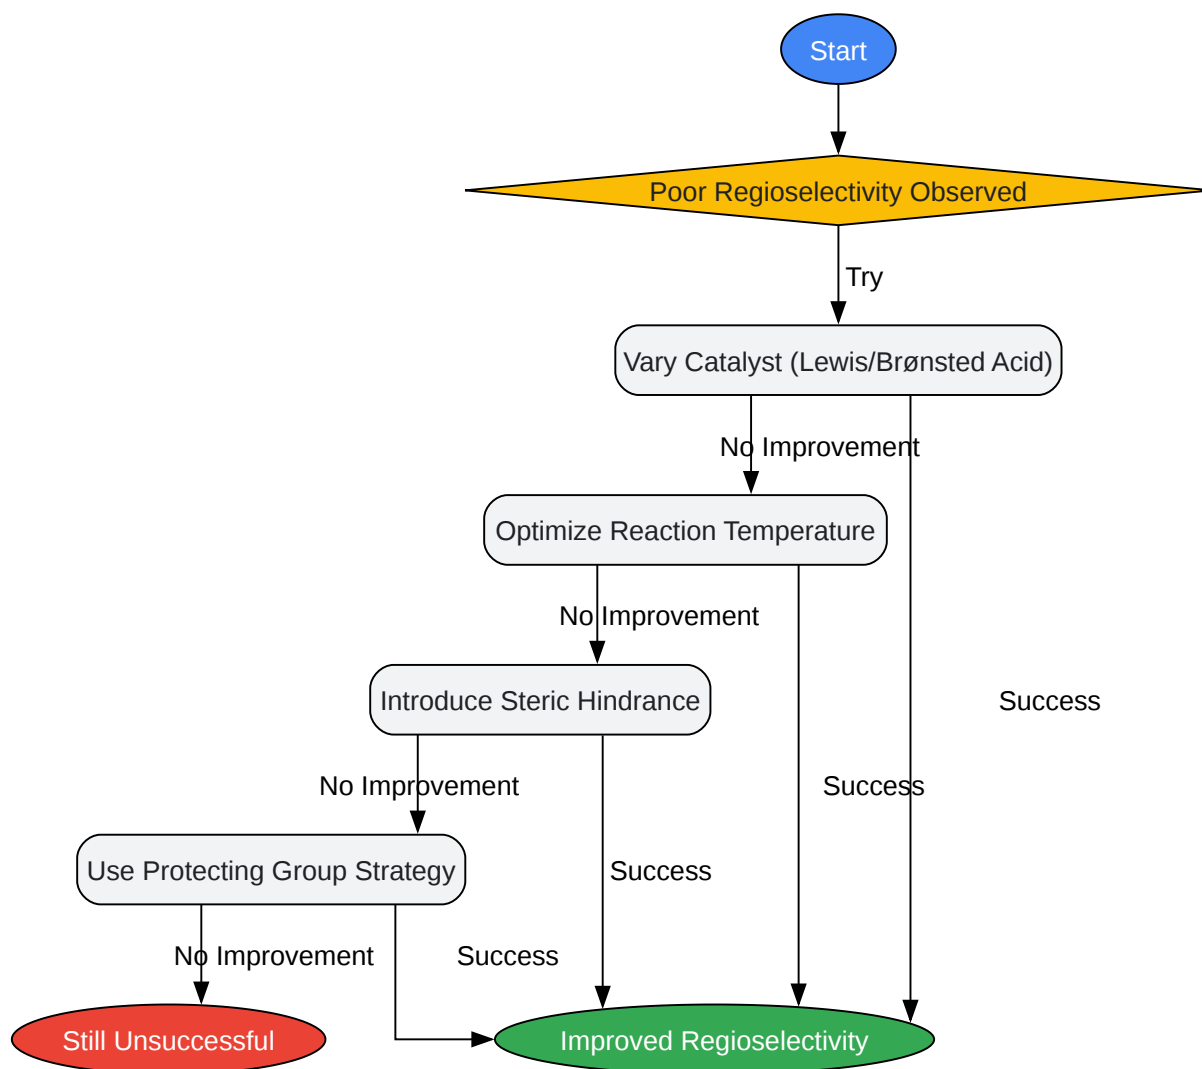 Start
Poor Regioselectivity Observed
Try
Vary Catalyst (Lewis/Brønsted Acid)
No Improvement
Optimize Reaction Temperature
No Improvement
Introduce Steric Hindrance
Success
No Improvement
Success
Use Protecting Group Strategy
Success
No Improvement
Success
Still Unsuccessful
Improved Regioselectivity